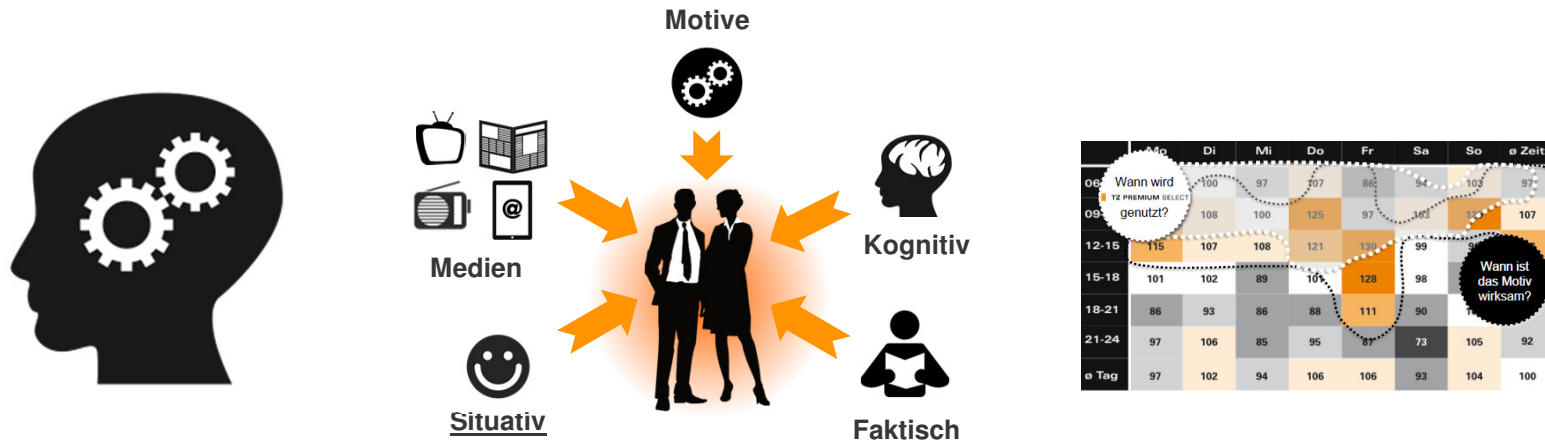 Motive
Medien
Kognitiv
Situativ
Faktisch
Mo Di Mi Do Fr Sa So ø Zeit
100 97 107 86 94 103 97
Wann wird
TZ PREMIUM SELECT
genutzt?
108 100 125 97 103 107
12-15 115 107 108 121 130 99
15-18 101 102 89 128 98
Wann ist
das Motiv
wirksam?
18-21 86 93 86 88 111 90
21-24 97 106 85 95 87 73 105 92
ø Tag 97 102 94 106 106 93 104 100
@